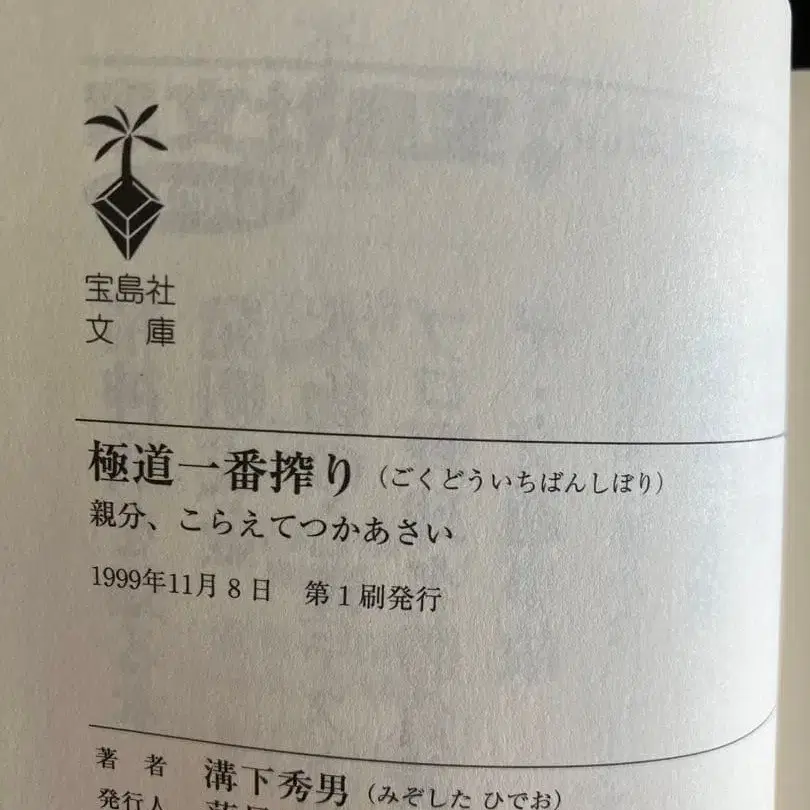 宝島社
文庫
極道一番搾り（ごくどういちばんしぼり）
親分、こらえてつかあさい
1999年11月8日　第1刷発行
著　者　溝下秀男（みぞした ひでお）
発行人